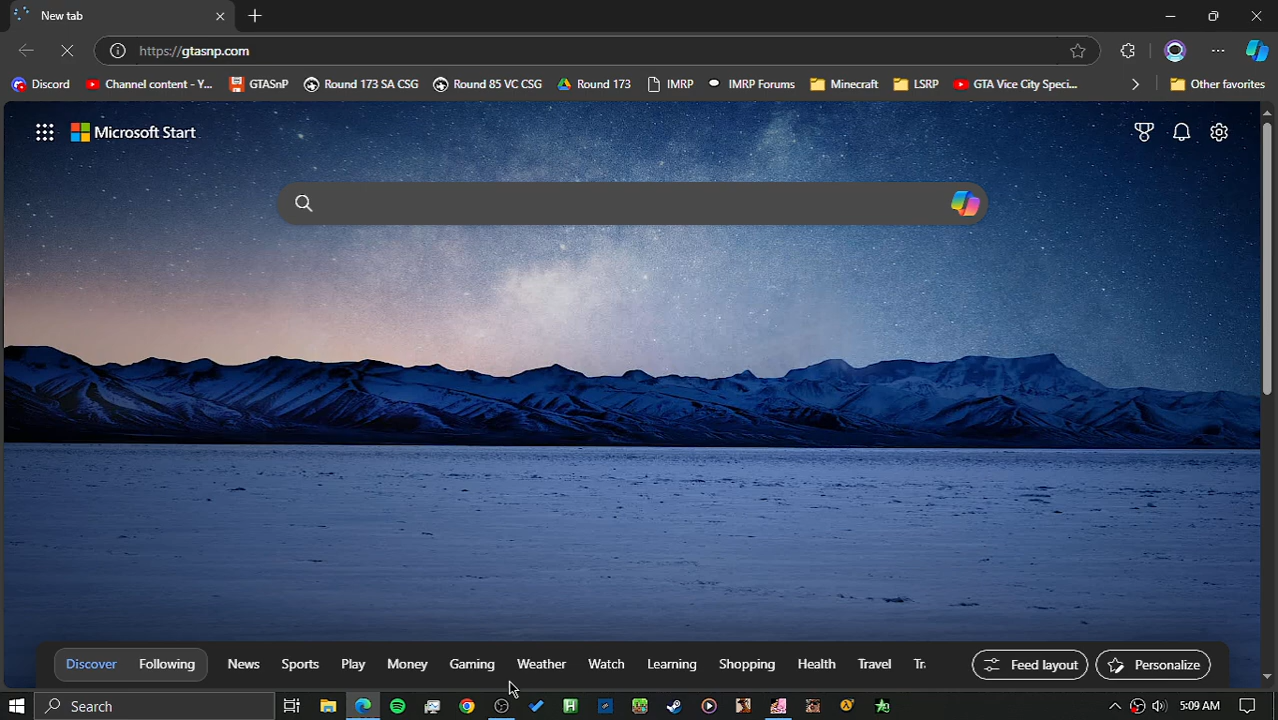 New tab
https://gtasnp.com
Discord
Channel content - Y...
GTASnP
Round 173 SA CSG
Round 85 VC CSG
Round 173
IMRP
IMRP Forums
Minecraft
LSRP
GTA Vice City Speci...
Other favorites
Microsoft Start
Discover
Following
News
Sports
Play
Money
Gaming
Weather
Watch
Learning
Shopping
Health
Travel
Tr
Feed layout
Personalize
Search
5:09 AM